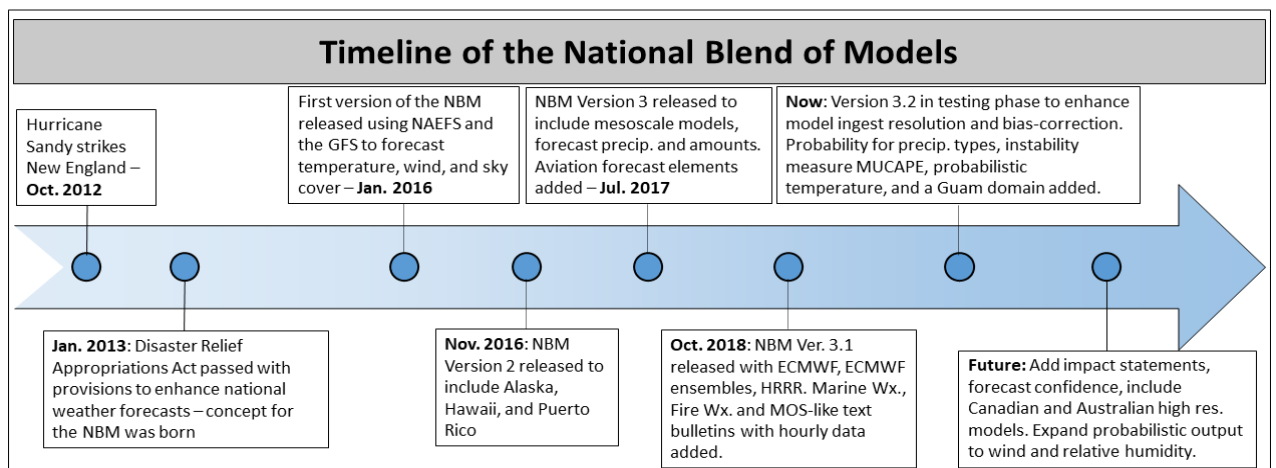 Timeline of the National Blend of Models
Hurricane
Sandy strikes
New England –
Oct. 2012
First version of the NBM
released using NAEFS and
the GFS to forecast
temperature, wind, and sky
cover – Jan. 2016
NBM Version 3 released to
include mesoscale models,
forecast precip. and amounts.
Aviation forecast elements
added – Jul. 2017
Now: Version 3.2 in testing phase to enhance
model ingest resolution and bias-correction.
Probability for precip. types, instability
measure MUCAPE, probabilistic
temperature, and a Guam domain added.
Jan. 2013: Disaster Relief
Appropriations Act passed with
provisions to enhance national
weather forecasts – concept for
the NBM was born
Nov. 2016: NBM
Version 2 released to
include Alaska,
Hawaii, and Puerto
Rico
Oct. 2018: NBM Ver. 3.1
released with ECMWF, ECMWF
ensembles, HRRR. Marine Wx.,
Fire Wx. and MOS-like text
bulletins with hourly data
added.
Future: Add impact statements,
forecast confidence, include
Canadian and Australian high res.
models. Expand probabilistic output
to wind and relative humidity.